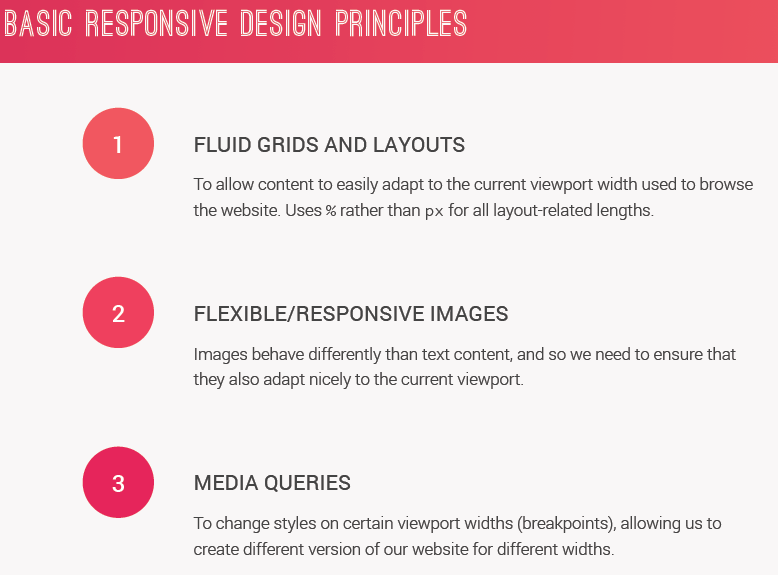 BASIC RESPONSIVE DESIGN PRINCIPLES
1
FLUID GRIDS AND LAYOUTS
To allow content to easily adapt to the current viewport width used to browse
the website. Uses % rather than px for all layout-related lengths.
2
FLEXIBLE/RESPONSIVE IMAGES
Images behave differently than text content, and so we need to ensure that
they also adapt nicely to the current viewport.
3
MEDIA QUERIES
To change styles on certain viewport widths (breakpoints), allowing us to
create different version of our website for different widths.